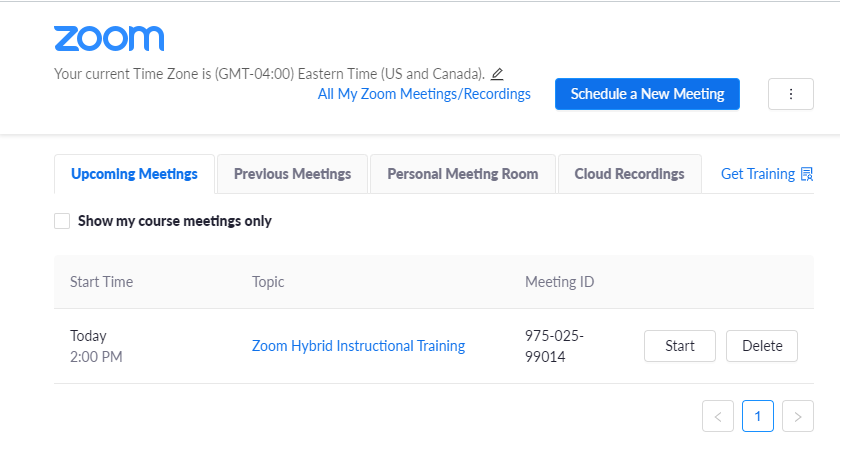 zoom
Your current Time Zone is (GMT-04:00) Eastern Time (US and Canada).
All My Zoom Meetings/Recordings
Schedule a New Meeting
Upcoming Meetings
Previous Meetings
Personal Meeting Room
Cloud Recordings
Get Training
Show my course meetings only
Start Time
Topic
Meeting ID
Today
2:00 PM
Zoom Hybrid Instructional Training
975-025-
99014
Start
Delete
1